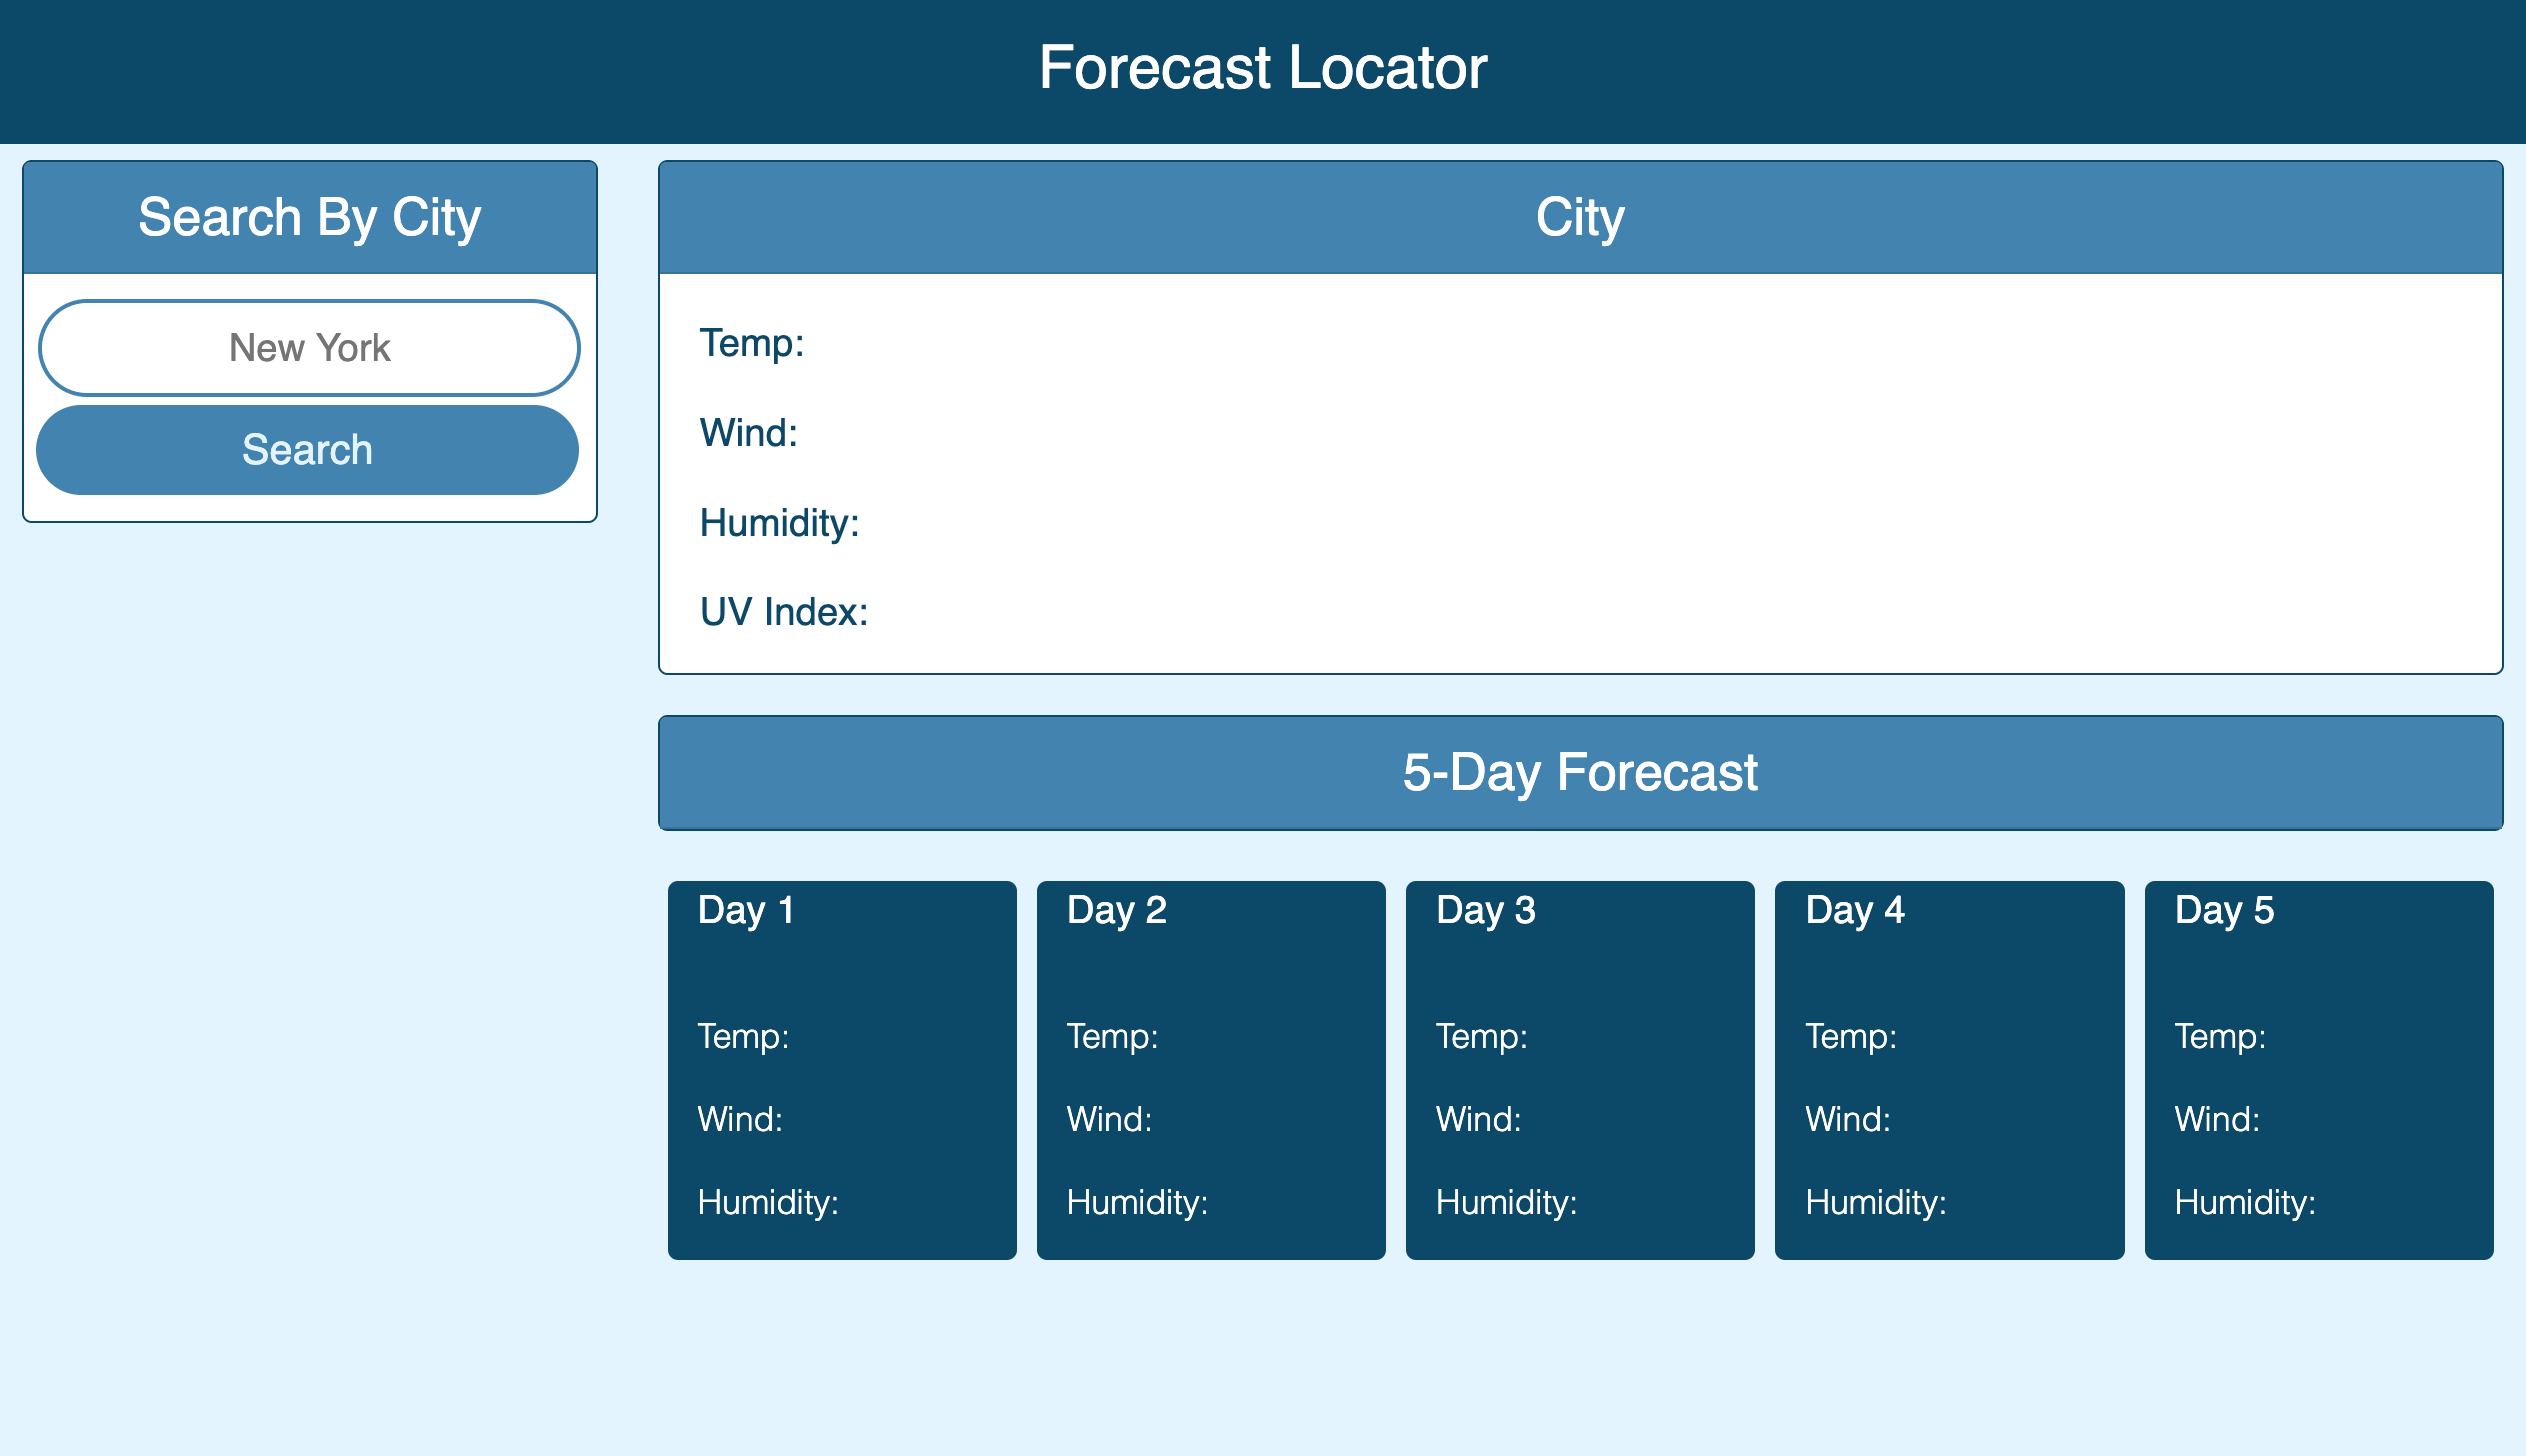 Forecast Locator
Search By City
New York
Search
City
Temp:
Wind:
Humidity:
UV Index:
5-Day Forecast
Day 1
Temp:
Wind:
Humidity:
Day 2
Temp:
Wind:
Humidity:
Day 3
Temp:
Wind:
Humidity:
Day 4
Temp:
Wind:
Humidity:
Day 5
Temp:
Wind:
Humidity: